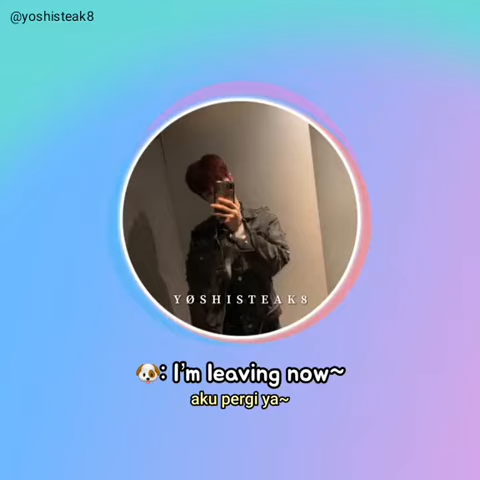 @yoshisteak8
YØSHISTEAK8
🐶: I'm leaving now~
aku pergi ya~